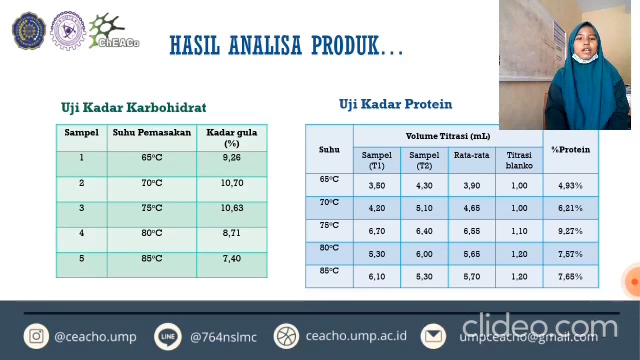 ChEACo
HASIL ANALISA PRODUK...
Uji Kadar Karbohidrat
Sampel Suhu Pemasakan Kadar gula (%)
1 65°C 9,26
2 70°C 10,70
3 75°C 10,63
4 80°C 8,71
5 85°C 7,40
Uji Kadar Protein
Suhu Volume Titrasi (mL) %Protein
Sampel (T1) Sampel (T2) Rata-rata Titrasi blanko
65°C 3,50 4,30 3,90 1,00 4,93%
70°C 4,20 5,10 4,65 1,00 6,21%
75°C 6,70 6,40 6,55 1,10 9,27%
80°C 5,30 6,00 5,65 1,20 7,57%
85°C 6,10 5,30 5,70 1,20 7,65%
@ceacho.ump
LINE
@764nslmc
ceacho.ump.ac.id
umpceacho@gmail.com
clideo.com